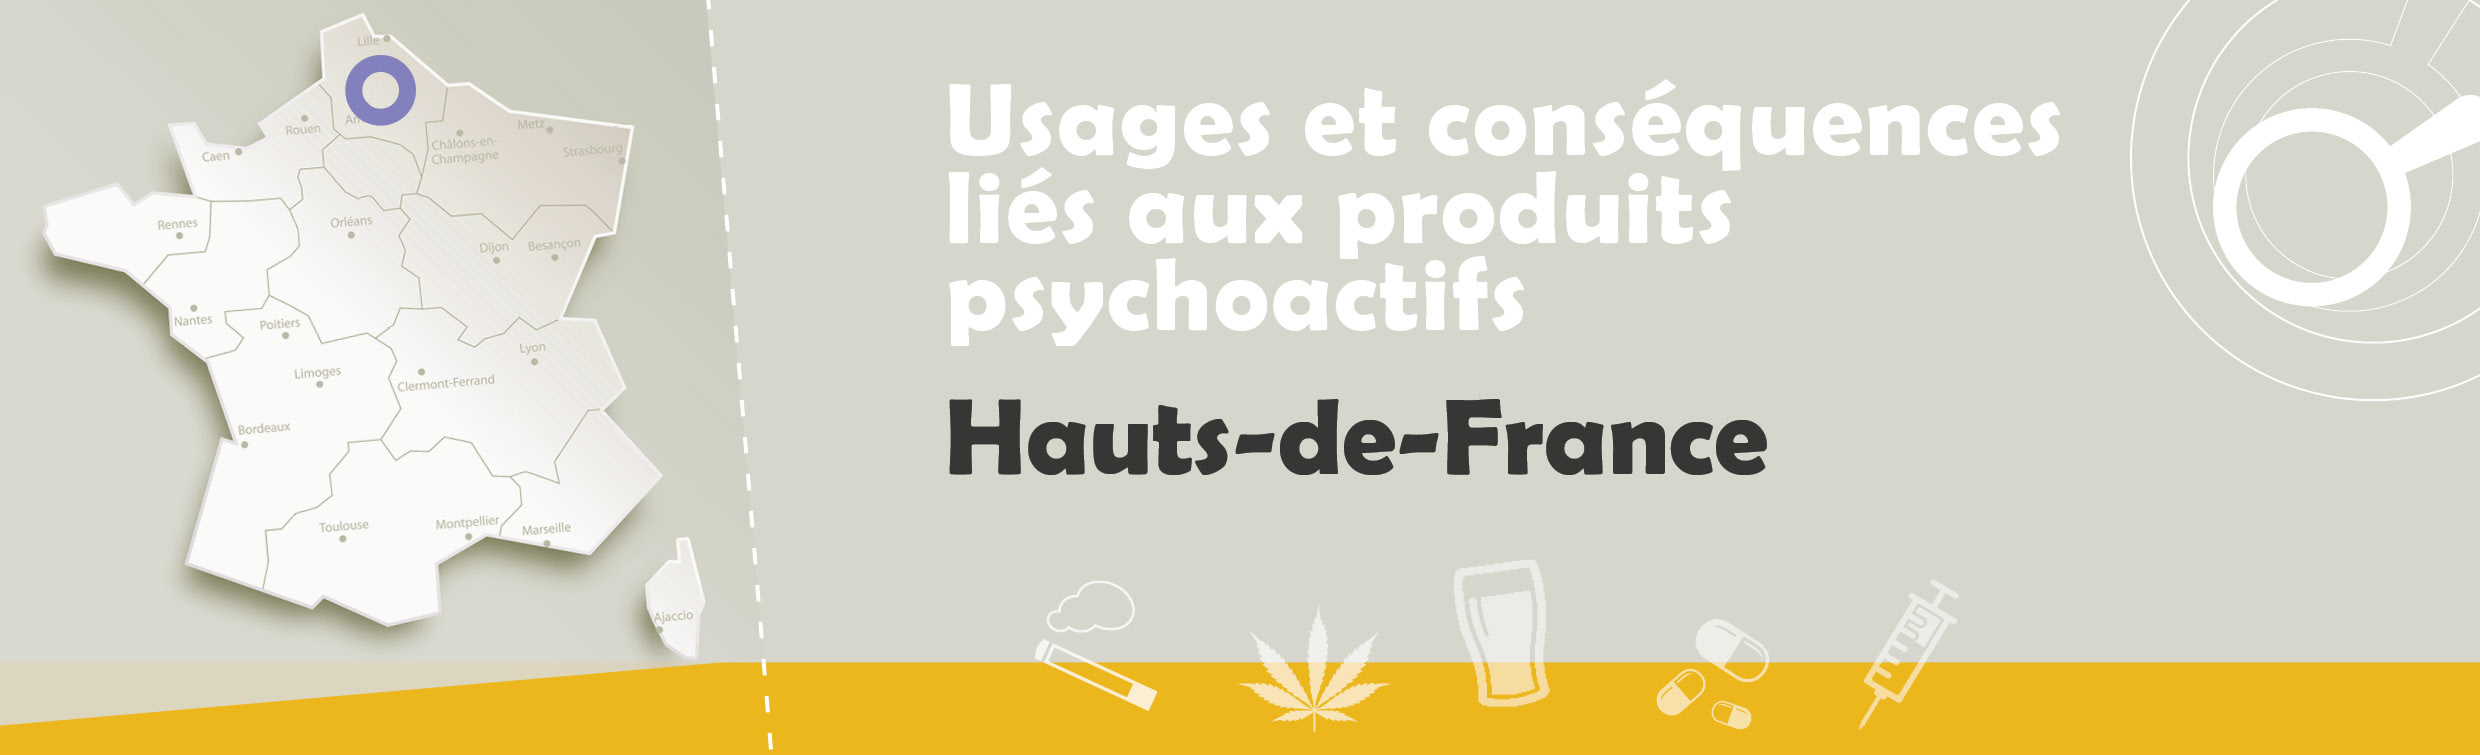 Usages et conséquences
liés aux produits
psychoactifs
Hauts-de-France
Lille
Rouen
Caen
Châlons-en-
Champagne
Metz
Strasbourg
Rennes
Orléans
Dijon
Besançon
Nantes
Poitiers
Limoges
Lyon
Clermont-Ferrand
Bordeaux
Toulouse
Montpellier
Marseille
Ajaccio